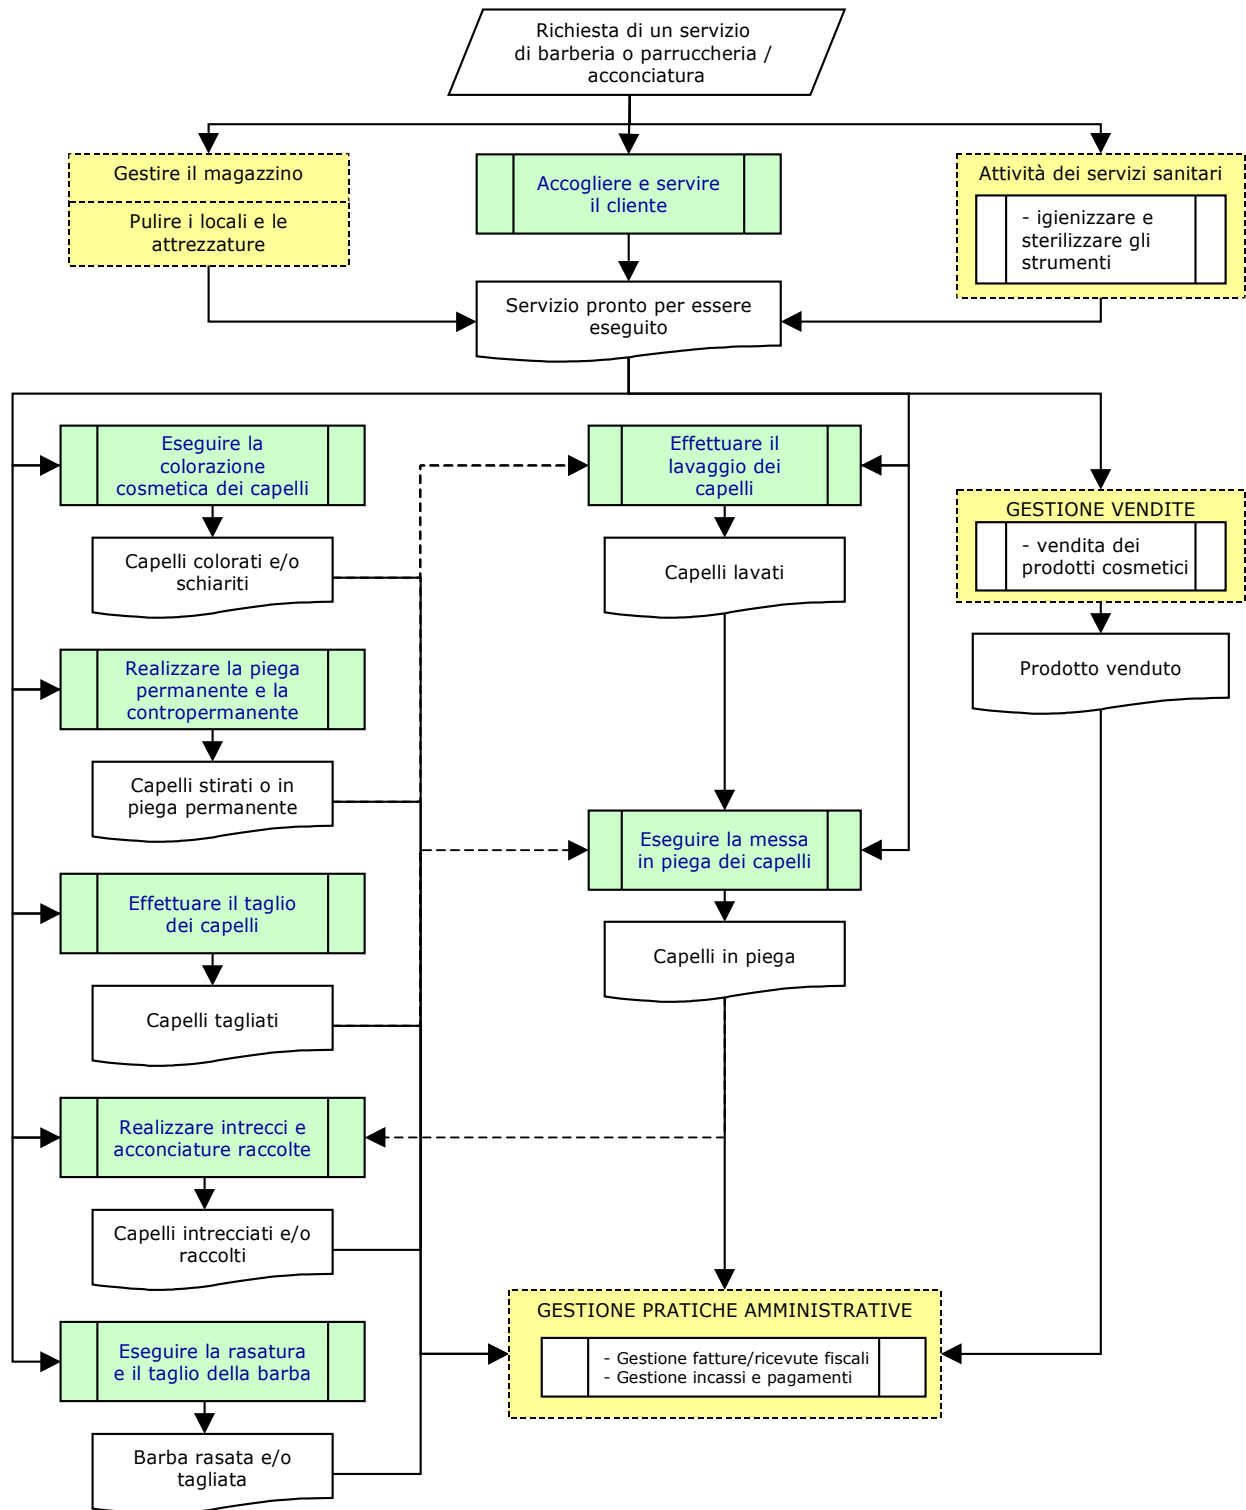 Richiesta di un servizio
di barberia o parruccheria /
acconciatura
Gestire il magazzino
Pulire i locali e le
attrezzature
Accogliere e servire
il cliente
Attività dei servizi sanitari
- igienizzare e
sterilizzare gli
strumenti
Servizio pronto per essere
eseguito
Eseguire la
colorazione
cosmetica dei capelli
Effettuare il
lavaggio dei
capelli
GESTIONE VENDITE
- vendita dei
prodotti cosmetici
Capelli colorati e/o
schiariti
Capelli lavati
Prodotto venduto
Realizzare la piega
permanente e la
contropermanente
Capelli stirati o in
piega permanente
Eseguire la messa
in piega dei capelli
Effettuare il taglio
dei capelli
Capelli in piega
Capelli tagliati
Realizzare intrecci e
acconciature raccolte
Capelli intrecciati e/o
raccolti
GESTIONE PRATICHE AMMINISTRATIVE
- Gestione fatture/ricevute fiscali
- Gestione incassi e pagamenti
Eseguire la rasatura
e il taglio della barba
Barba rasata e/o
tagliata